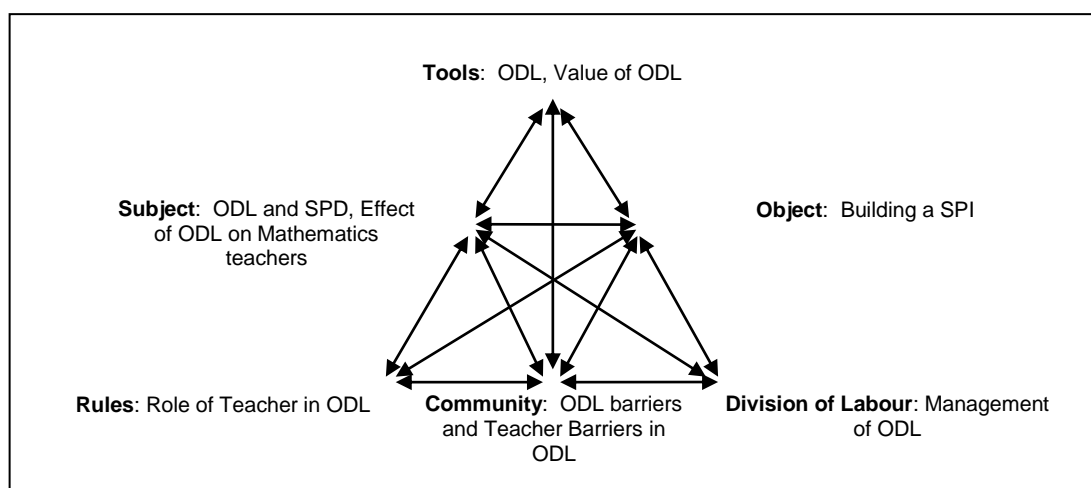 Tools: ODL, Value of ODL
Subject: ODL and SPD, Effect
of ODL on Mathematics
teachers
Object: Building a SPI
Rules: Role of Teacher in ODL
Community: ODL barriers
and Teacher Barriers in
ODL
Division of Labour: Management
of ODL